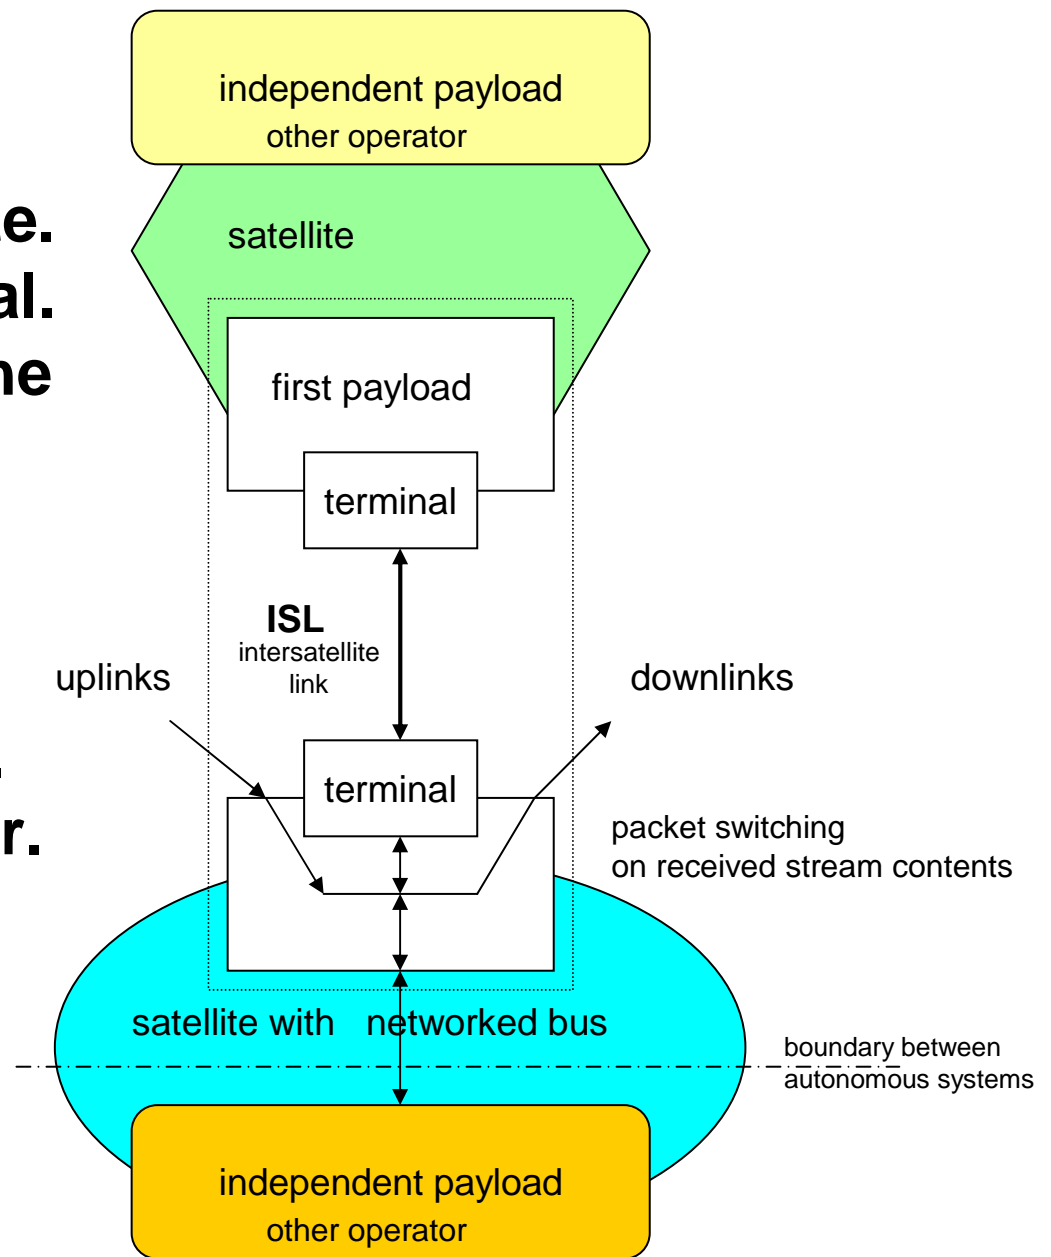 independent payload
other operator
e.
al.
ne
satellite
first payload
terminal
ISL
intersatellite
link
uplinks
downlinks
terminal
.
r.
packet switching
on received stream contents
satellite with networked bus
boundary between
autonomous systems
independent payload
other operator